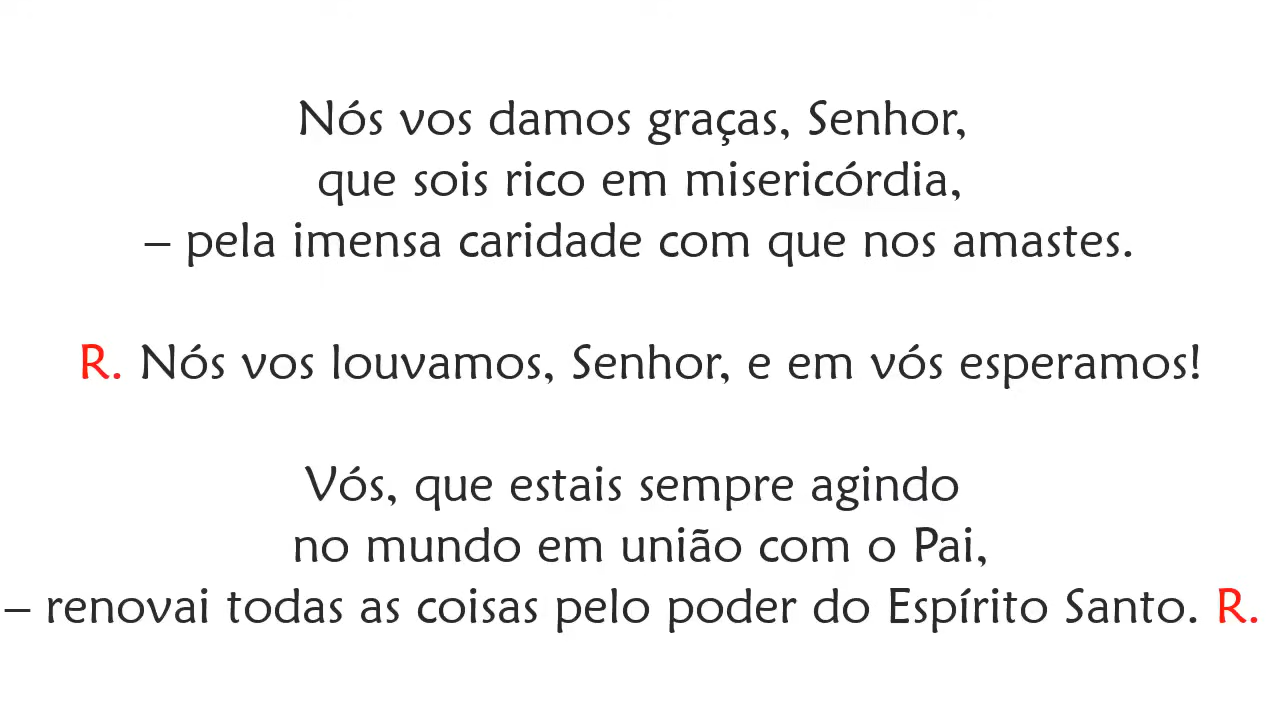 Nós vos damos graças, Senhor,
que sois rico em misericórdia,
– pela imensa caridade com que nos amastes.
R. Nós vos louvamos, Senhor, e em vós esperamos!
Vós, que estais sempre agindo
no mundo em união com o Pai,
– renovai todas as coisas pelo poder do Espírito Santo. R.